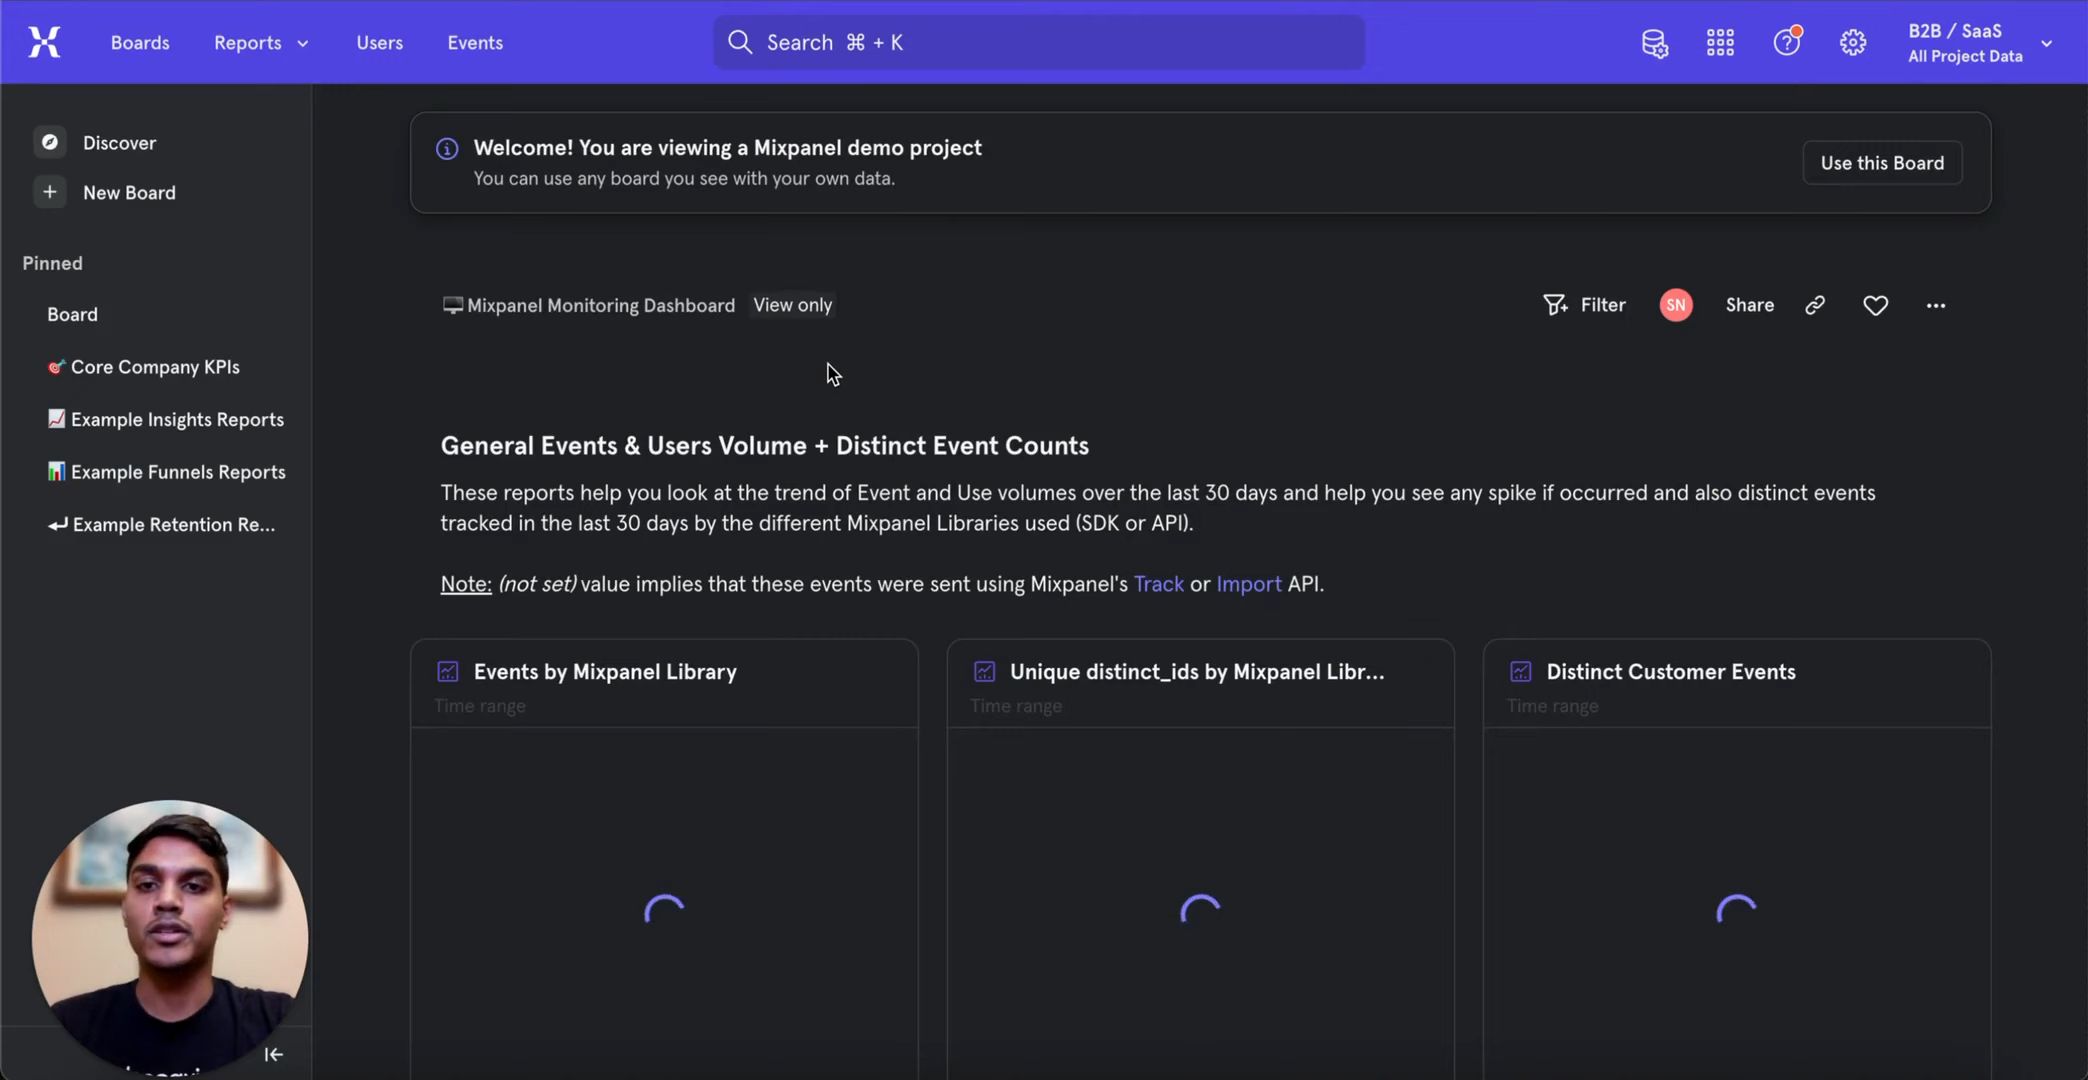 Boards
Reports
Users
Events
Search ⌘ + K
B2B / SaaS
All Project Data
Discover
New Board
Pinned
Board
Core Company KPIs
Example Insights Reports
Example Funnels Reports
Example Retention Re...
Welcome! You are viewing a Mixpanel demo project
You can use any board you see with your own data.
Use this Board
Mixpanel Monitoring Dashboard View only
Filter
SN
Share
General Events & Users Volume + Distinct Event Counts
These reports help you look at the trend of Event and Use volumes over the last 30 days and help you see any spike if occurred and also distinct events
tracked in the last 30 days by the different Mixpanel Libraries used (SDK or API).
Note: (not set) value implies that these events were sent using Mixpanel's Track or Import API.
Events by Mixpanel Library
Time range
Unique distinct_ids by Mixpanel Libr...
Time range
Distinct Customer Events
Time range